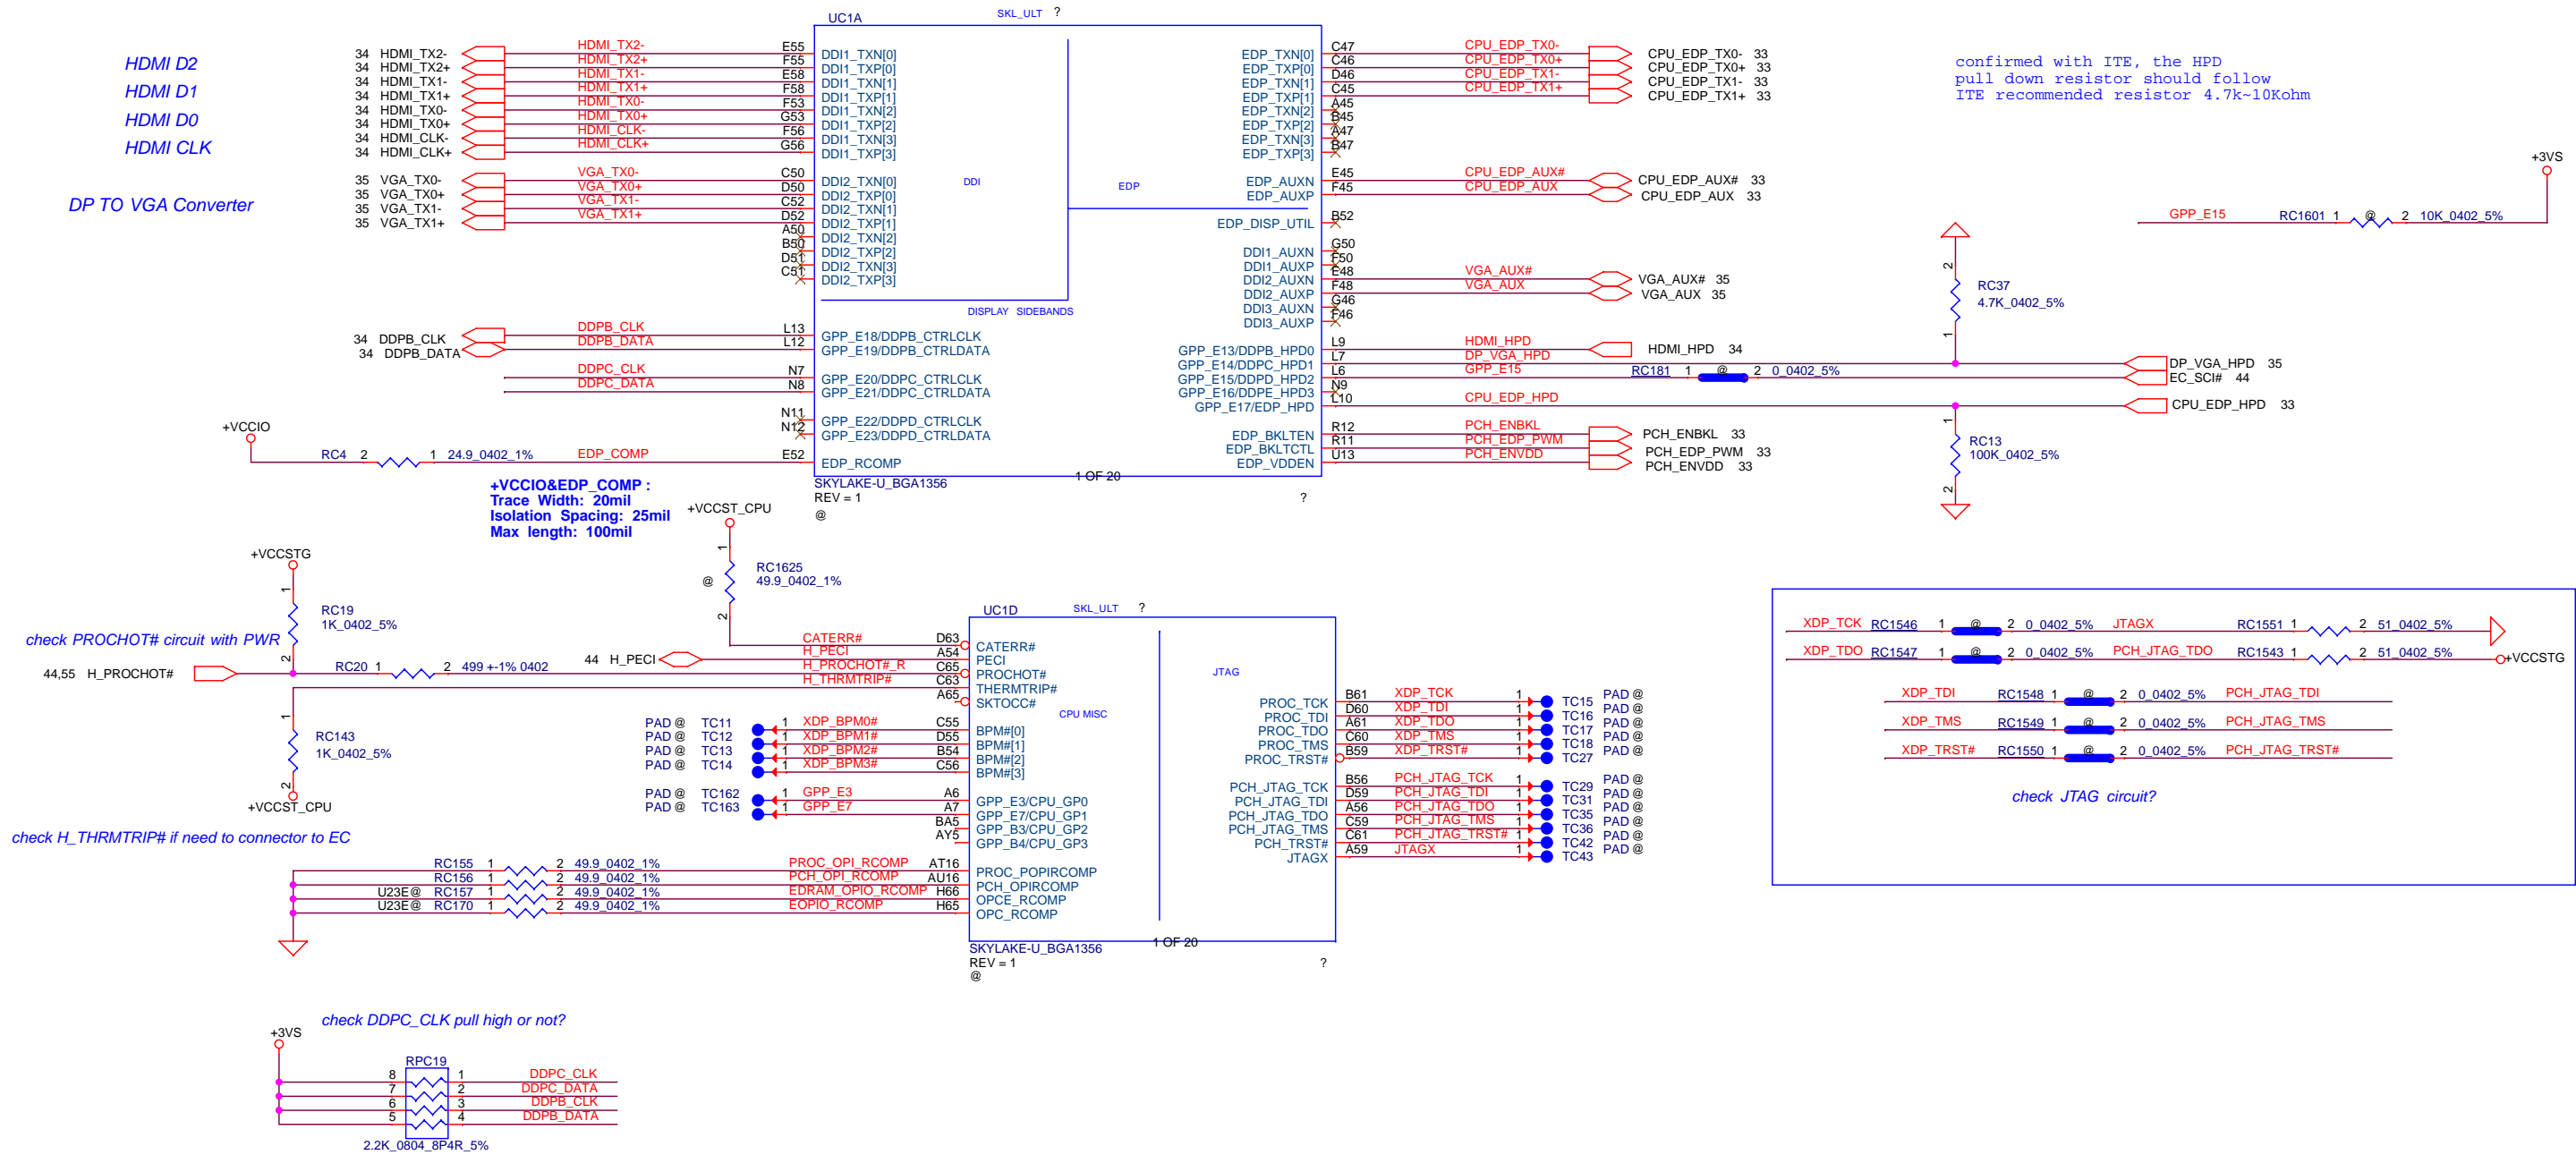 UC1A
SKL_ULT ?
HDMI D2
HDMI D1
HDMI D0
HDMI CLK
DP TO VGA Converter
34 HDMI_TX2- HDMI_TX2- E55 DDI1_TXN[0]
34 HDMI_TX2+ HDMI_TX2+ F55 DDI1_TXP[0]
34 HDMI_TX1- HDMI_TX1- E58 DDI1_TXN[1]
34 HDMI_TX1+ HDMI_TX1+ F58 DDI1_TXP[1]
34 HDMI_TX0- HDMI_TX0- F53 DDI1_TXN[2]
34 HDMI_TX0+ HDMI_TX0+ G53 DDI1_TXP[2]
34 HDMI_CLK- HDMI_CLK- F56 DDI1_TXN[3]
34 HDMI_CLK+ HDMI_CLK+ G56 DDI1_TXP[3]
35 VGA_TX0- VGA_TX0- C50 DDI2_TXN[0]
35 VGA_TX0+ VGA_TX0+ D50 DDI2_TXP[0]
35 VGA_TX1- VGA_TX1- C52 DDI2_TXN[1]
35 VGA_TX1+ VGA_TX1+ D52 DDI2_TXP[1]
A50 DDI2_TXN[2]
B50 DDI2_TXP[2]
D51 DDI2_TXN[3]
C51 DDI2_TXP[3]
DDI
EDP
DISPLAY SIDEBANDS
34 DDPB_CLK DDPB_CLK L13 GPP_E18/DDPB_CTRLCLK
34 DDPB_DATA DDPB_DATA L12 GPP_E19/DDPB_CTRLDATA
DDPC_CLK N7 GPP_E20/DDPC_CTRLCLK
DDPC_DATA N8 GPP_E21/DDPC_CTRLDATA
N11 GPP_E22/DDPD_CTRLCLK
N12 GPP_E23/DDPD_CTRLDATA
+VCCIO
RC4 2 1 24.9_0402_1% EDP_COMP E52 EDP_RCOMP
EDP_TXN[0] C47 CPU_EDP_TX0- CPU_EDP_TX0- 33
EDP_TXP[0] C46 CPU_EDP_TX0+ CPU_EDP_TX0+ 33
EDP_TXN[1] D46 CPU_EDP_TX1- CPU_EDP_TX1- 33
EDP_TXP[1] C45 CPU_EDP_TX1+ CPU_EDP_TX1+ 33
EDP_TXN[2] A45
EDP_TXP[2] B45
EDP_TXN[3] A47
EDP_TXP[3] B47
EDP_AUXN E45 CPU_EDP_AUX# CPU_EDP_AUX# 33
EDP_AUXP F45 CPU_EDP_AUX CPU_EDP_AUX 33
EDP_DISP_UTIL B52
DDI1_AUXN G50
DDI1_AUXP F50
DDI2_AUXN E48 VGA_AUX# VGA_AUX# 35
DDI2_AUXP F48 VGA_AUX VGA_AUX 35
DDI3_AUXN G46
DDI3_AUXP F46
GPP_E13/DDPB_HPD0 L9 HDMI_HPD HDMI_HPD 34
GPP_E14/DDPC_HPD1 L7 DP_VGA_HPD DP_VGA_HPD 35
GPP_E15/DDPD_HPD2 L6 GPP_E15 RC181 1 @ 2 0_0402_5% EC_SCI# 44
GPP_E16/DDPE_HPD3 N9
GPP_E17/EDP_HPD L10 CPU_EDP_HPD CPU_EDP_HPD 33
EDP_BKLTEN R12 PCH_ENBKL PCH_ENBKL 33
EDP_BKLTCTL R11 PCH_EDP_PWM PCH_EDP_PWM 33
EDP_VDDEN U13 PCH_ENVDD PCH_ENVDD 33
1 OF 20
SKYLAKE-U_BGA1356
REV = 1 ?
@
confirmed with ITE, the HPD
pull down resistor should follow
ITE recommended resistor 4.7k~10Kohm
+3VS
GPP_E15 RC1601 1 @ 2 10K_0402_5%
2
RC37
4.7K_0402_5%
1
1
RC13
100K_0402_5%
2
+VCCIO&EDP_COMP :
Trace Width: 20mil
Isolation Spacing: 25mil
Max length: 100mil
+VCCST_CPU
1
RC1625
@ 49.9_0402_1%
2
+VCCSTG
1
RC19
1K_0402_5%
2
check PROCHOT# circuit with PWR
44,55 H_PROCHOT# RC20 1 2 499 +-1% 0402
1
RC143
1K_0402_5%
2
+VCCST_CPU
check H_THRMTRIP# if need to connector to EC
UC1D
SKL_ULT ?
CATERR# D63 CATERR#
44 H_PECI H_PECI A54 PECI
H_PROCHOT#_R C65 PROCHOT#
H_THRMTRIP# C63 THERMTRIP#
A65 SKTOCC#
CPU MISC
JTAG
PAD @ TC11 1 XDP_BPM0# C55 BPM#[0]
PAD @ TC12 1 XDP_BPM1# D55 BPM#[1]
PAD @ TC13 1 XDP_BPM2# B54 BPM#[2]
PAD @ TC14 1 XDP_BPM3# C56 BPM#[3]
PAD @ TC162 1 GPP_E3 A6 GPP_E3/CPU_GP0
PAD @ TC163 1 GPP_E7 A7 GPP_E7/CPU_GP1
BA5 GPP_B3/CPU_GP2
AY5 GPP_B4/CPU_GP3
RC155 1 2 49.9_0402_1% PROC_OPI_RCOMP AT16 PROC_POPIRCOMP
RC156 1 2 49.9_0402_1% PCH_OPI_RCOMP AU16 PCH_OPIRCOMP
U23E@ RC157 1 2 49.9_0402_1% EDRAM_OPIO_RCOMP H66 OPCE_RCOMP
U23E@ RC170 1 2 49.9_0402_1% EOPIO_RCOMP H65 OPC_RCOMP
PROC_TCK B61 XDP_TCK 1 TC15 PAD @
PROC_TDI D60 XDP_TDI 1 TC16 PAD @
PROC_TDO A61 XDP_TDO 1 TC17 PAD @
PROC_TMS C60 XDP_TMS 1 TC18 PAD @
PROC_TRST# B59 XDP_TRST# 1 TC27 PAD @
PCH_JTAG_TCK B56 PCH_JTAG_TCK 1 TC29 PAD @
PCH_JTAG_TDI D59 PCH_JTAG_TDI 1 TC31 PAD @
PCH_JTAG_TDO A56 PCH_JTAG_TDO 1 TC35 PAD @
PCH_JTAG_TMS C59 PCH_JTAG_TMS 1 TC36 PAD @
PCH_TRST# C61 PCH_JTAG_TRST# 1 TC42 PAD @
JTAGX A59 JTAGX 1 TC43 PAD @
1 OF 20
SKYLAKE-U_BGA1356
REV = 1 ?
@
XDP_TCK RC1546 1 @ 2 0_0402_5% JTAGX RC1551 1 2 51_0402_5%
XDP_TDO RC1547 1 @ 2 0_0402_5% PCH_JTAG_TDO RC1543 1 2 51_0402_5% +VCCSTG
XDP_TDI RC1548 1 @ 2 0_0402_5% PCH_JTAG_TDI
XDP_TMS RC1549 1 @ 2 0_0402_5% PCH_JTAG_TMS
XDP_TRST# RC1550 1 @ 2 0_0402_5% PCH_JTAG_TRST#
check JTAG circuit?
check DDPC_CLK pull high or not?
+3VS
RPC19
8 1 DDPC_CLK
7 2 DDPC_DATA
6 3 DDPB_CLK
5 4 DDPB_DATA
2.2K_0804_8P4R_5%